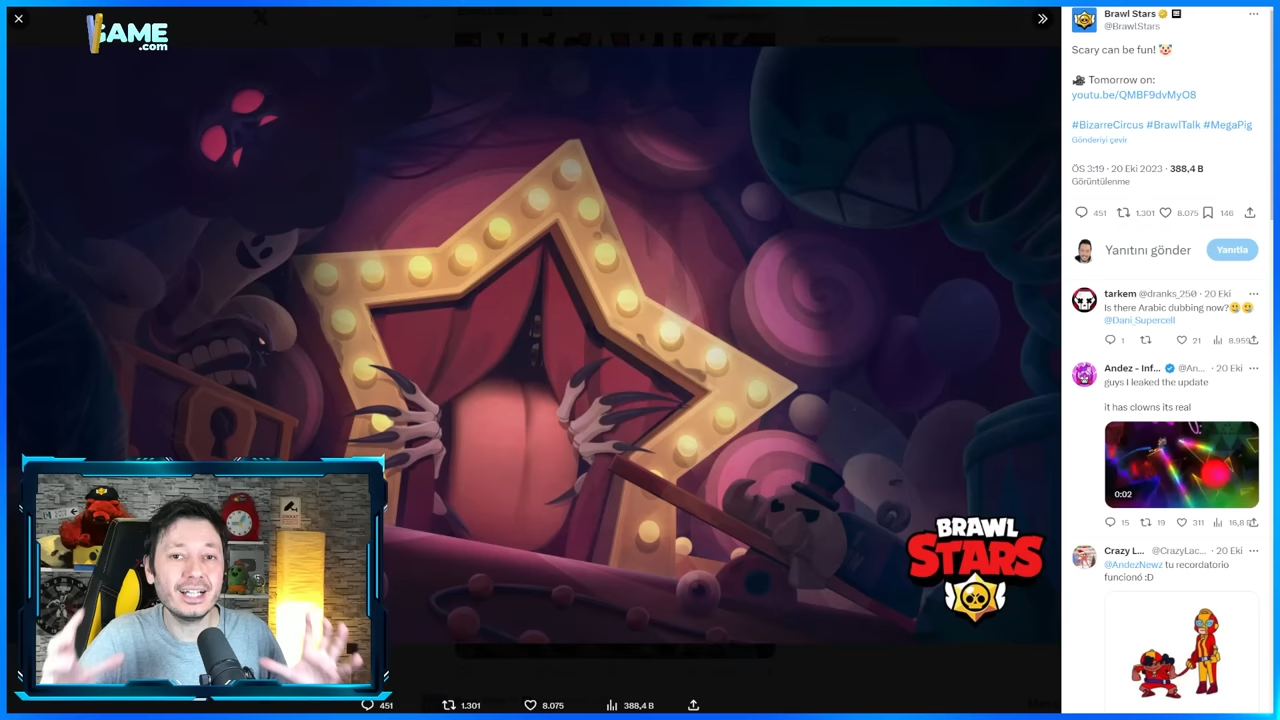 GAME
.com
BRAWL
STARS
451
1.301
8.075
388,4 B
Brawl Stars
@BrawlStars
Scary can be fun! 🤡
🎥 Tomorrow on:
youtu.be/QMBF9dvMyO8
#BizarreCircus #BrawlTalk #MegaPig
Gönderiyi çevir
ÖS 3:19 · 20 Eki 2023 · 388,4 B
Görüntülenme
451 1.301 8.075 146
Yanıtını gönder Yanıtla
tarkem @dranks_250 · 20 Eki
Is there Arabic dubbing now?🥲🥲
@Dani_Supercell
1 21 8.959
Andez - Inf... @An... · 20 Eki
guys I leaked the update
it has clowns its real
0:02
15 19 311 16,8
Crazy L... @CrazyLac... · 20 Eki
@AndezNewz tu recordatorio
funcionó :D